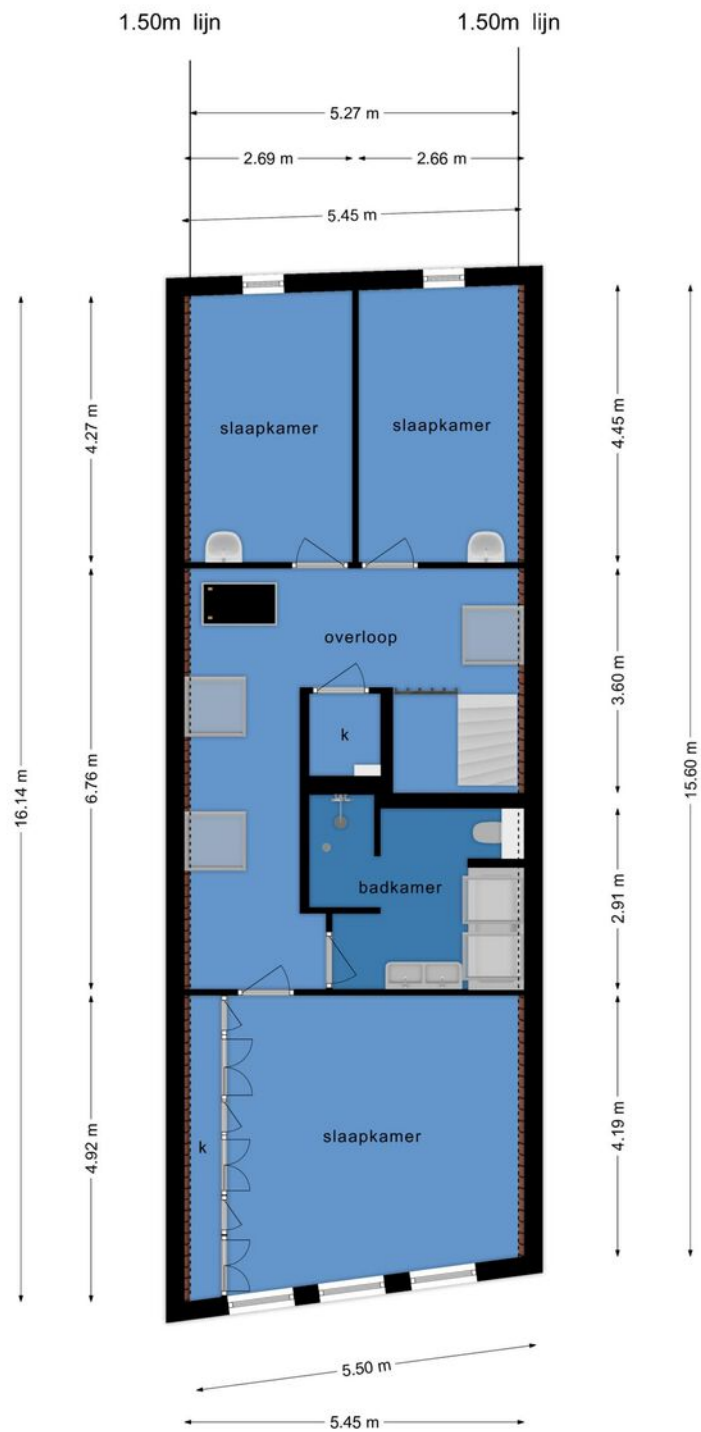 1.50m lijn
1.50m lijn
5.27 m
2.69 m
2.66 m
5.45 m
4.27 m
4.45 m
slaapkamer
slaapkamer
overloop
3.60 m
k
6.76 m
16.14 m
15.60 m
badkamer
2.91 m
4.92 m
k
slaapkamer
4.19 m
5.50 m
5.45 m